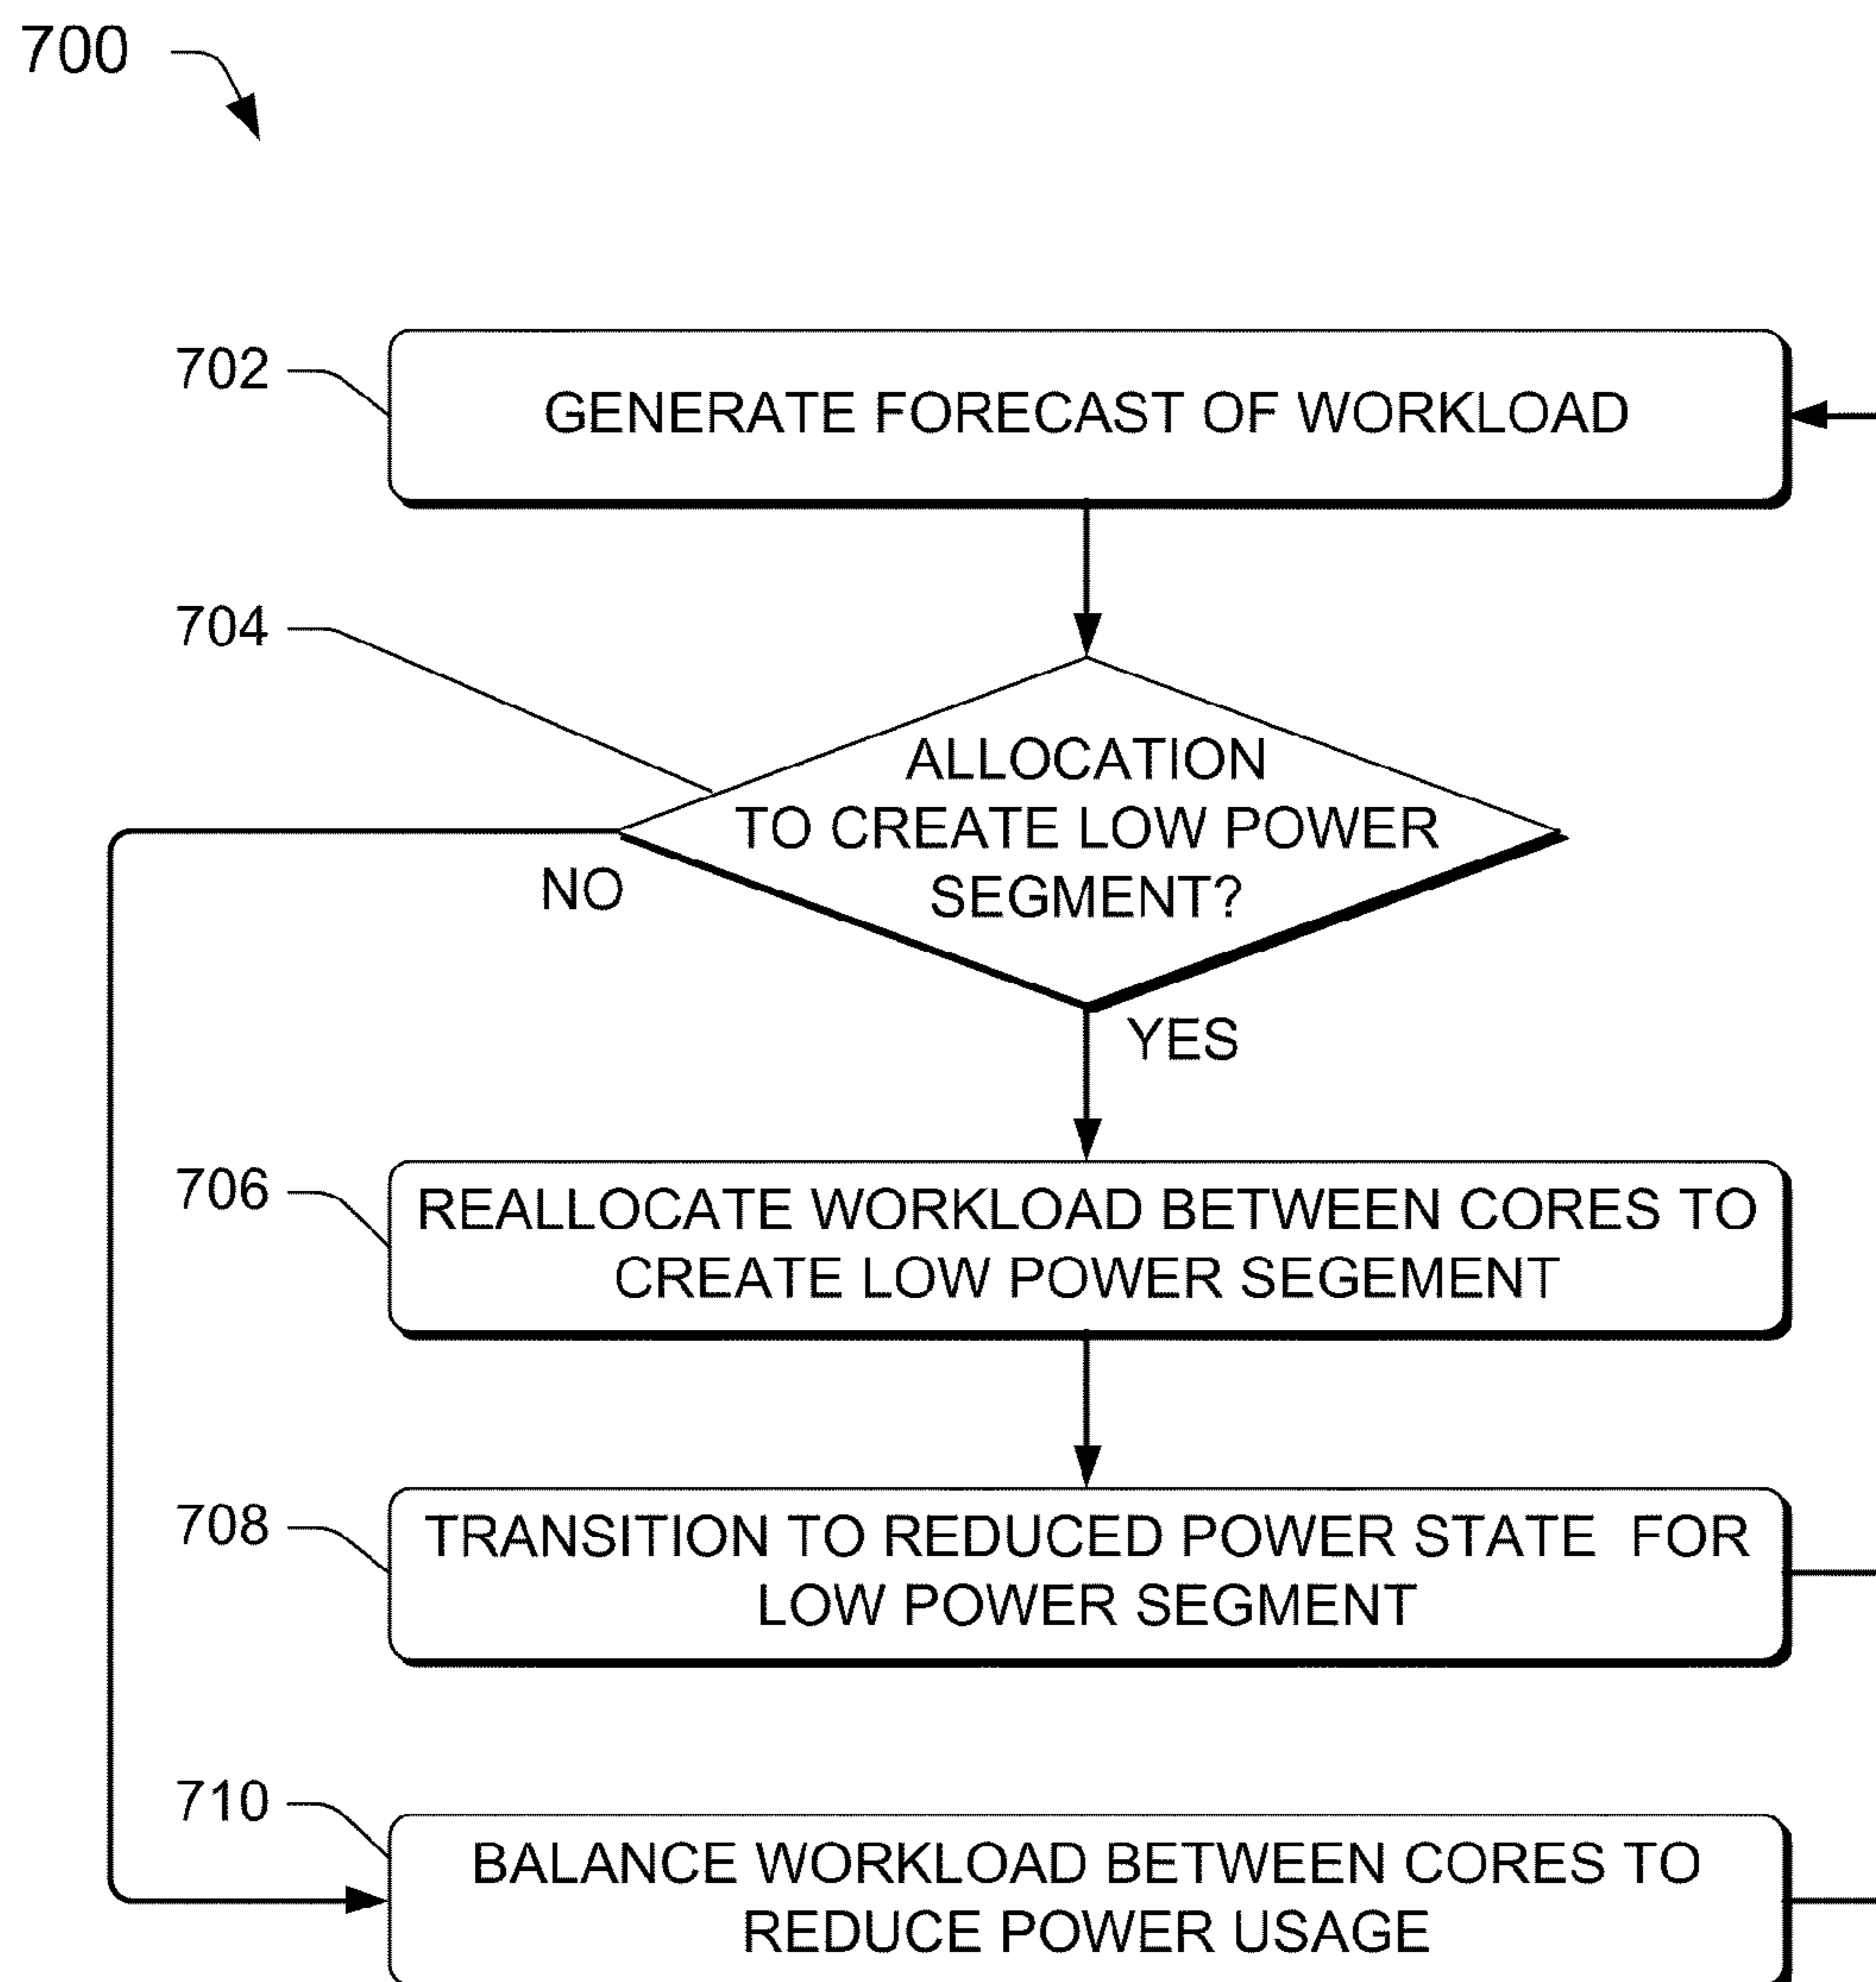 700
702
GENERATE FORECAST OF WORKLOAD
704
ALLOCATION
TO CREATE LOW POWER
SEGMENT?
NO
YES
706
REALLOCATE WORKLOAD BETWEEN CORES TO
CREATE LOW POWER SEGEMENT
708
TRANSITION TO REDUCED POWER STATE FOR
LOW POWER SEGMENT
710
BALANCE WORKLOAD BETWEEN CORES TO
REDUCE POWER USAGE